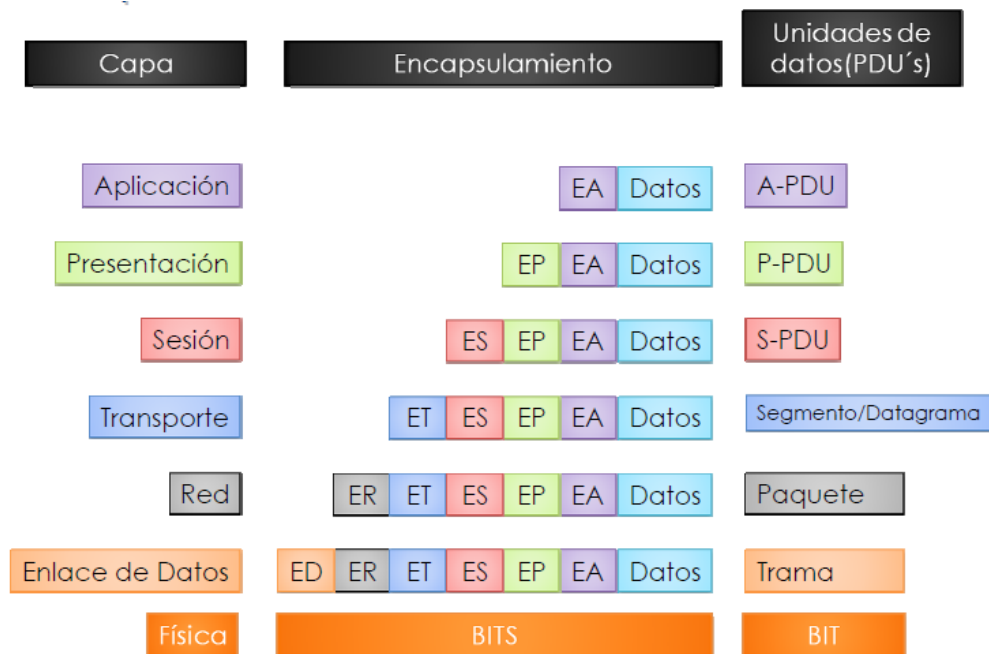 Capa Encapsulamiento Unidades de
datos(PDU´s)
Aplicación EA Datos A-PDU
Presentación EP EA Datos P-PDU
Sesión ES EP EA Datos S-PDU
Transporte ET ES EP EA Datos Segmento/Datagrama
Red ER ET ES EP EA Datos Paquete
Enlace de Datos ED ER ET ES EP EA Datos Trama
Física BITS BIT